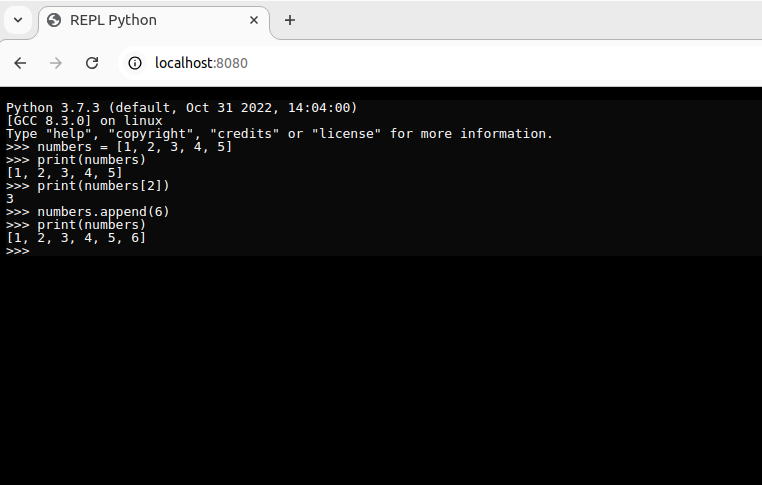 REPL Python
localhost:8080
Python 3.7.3 (default, Oct 31 2022, 14:04:00)
[GCC 8.3.0] on linux
Type "help", "copyright", "credits" or "license" for more information.
>>> numbers = [1, 2, 3, 4, 5]
>>> print(numbers)
[1, 2, 3, 4, 5]
>>> print(numbers[2])
3
>>> numbers.append(6)
>>> print(numbers)
[1, 2, 3, 4, 5, 6]
>>>